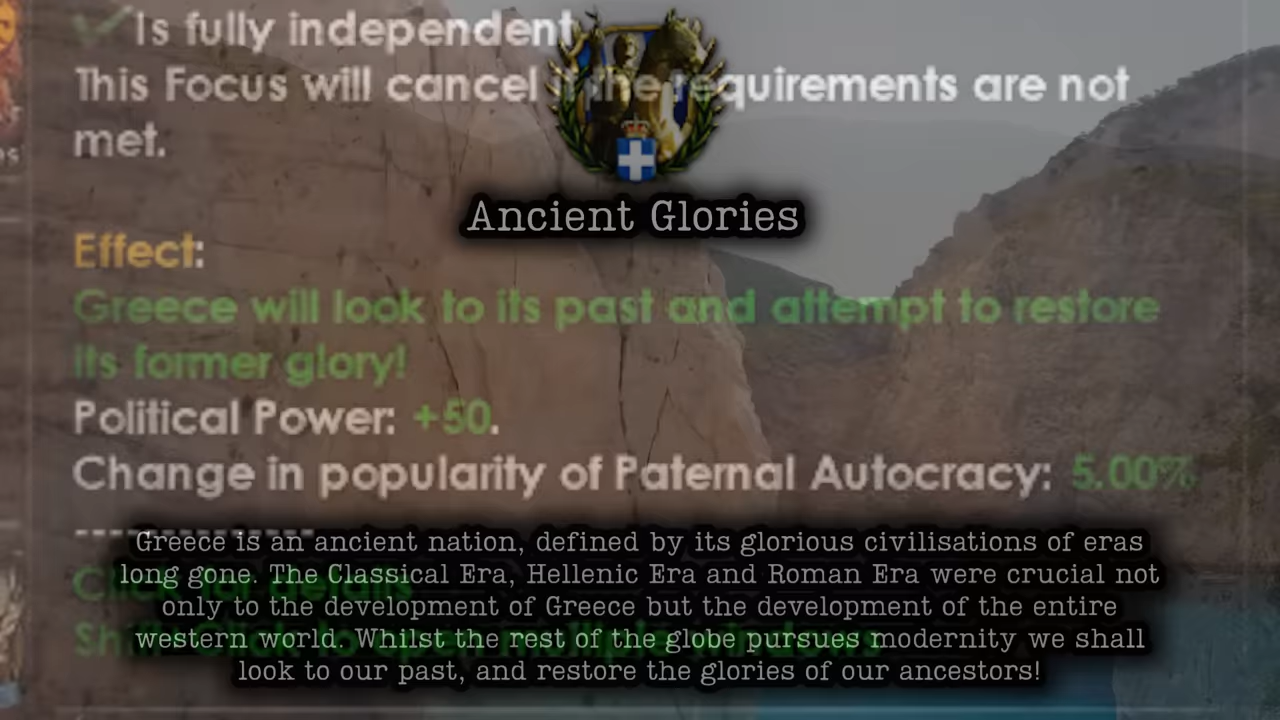 Is fully independent
This Focus will cancel if the requirements are not
met.
Ancient Glories
Effect:
Greece will look to its past and attempt to restore
its former glory!
Political Power: +50.
Change in popularity of Paternal Autocracy: 5.00%
--------------
Greece is an ancient nation, defined by its glorious civilisations of eras
long gone. The Classical Era, Hellenic Era and Roman Era were crucial not
Click for details
only to the development of Greece but the development of the entire
western world. Whilst the rest of the globe pursues modernity we shall
look to our past, and restore the glories of our ancestors!